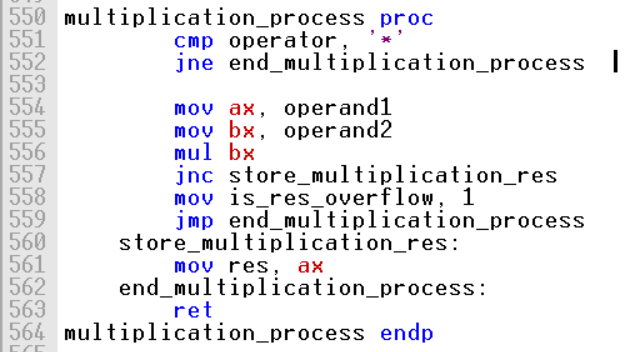 550 multiplication_process proc
551 cmp operator, '*'
552 jne end_multiplication_process
553
554 mov ax, operand1
555 mov bx, operand2
556 mul bx
557 jnc store_multiplication_res
558 mov is_res_overflow, 1
559 jmp end_multiplication_process
560 store_multiplication_res:
561 mov res, ax
562 end_multiplication_process:
563 ret
564 multiplication_process endp